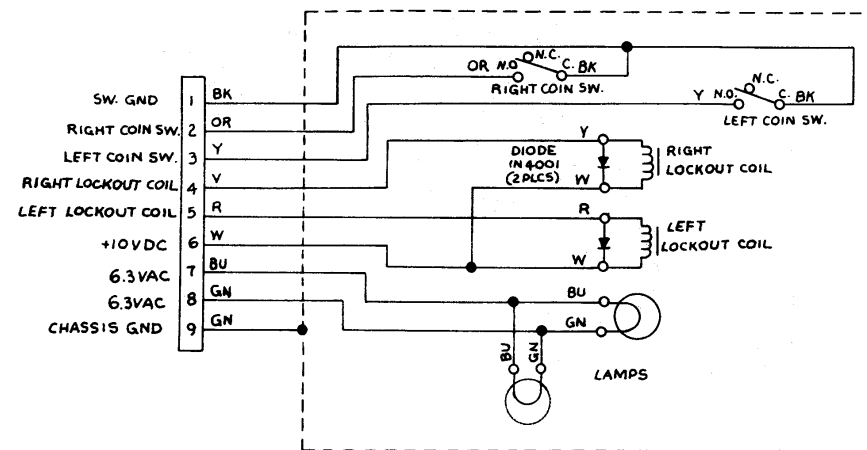 SW. GND 1 BK
RIGHT COIN SW. 2 OR
LEFT COIN SW. 3 Y
RIGHT LOCKOUT COIL 4 V
LEFT LOCKOUT COIL 5 R
+10VDC 6 W
6.3VAC 7 BU
6.3VAC 8 GN
CHASSIS GND 9 GN
N.C.
OR N.O C. BK
RIGHT COIN SW.
N.C.
Y N.O. C. BK
LEFT COIN SW.
Y
DIODE
IN4001
(2PLCS)
W
RIGHT
LOCKOUT COIL
R
W
LEFT
LOCKOUT COIL
BU
GN
BU
GN
LAMPS